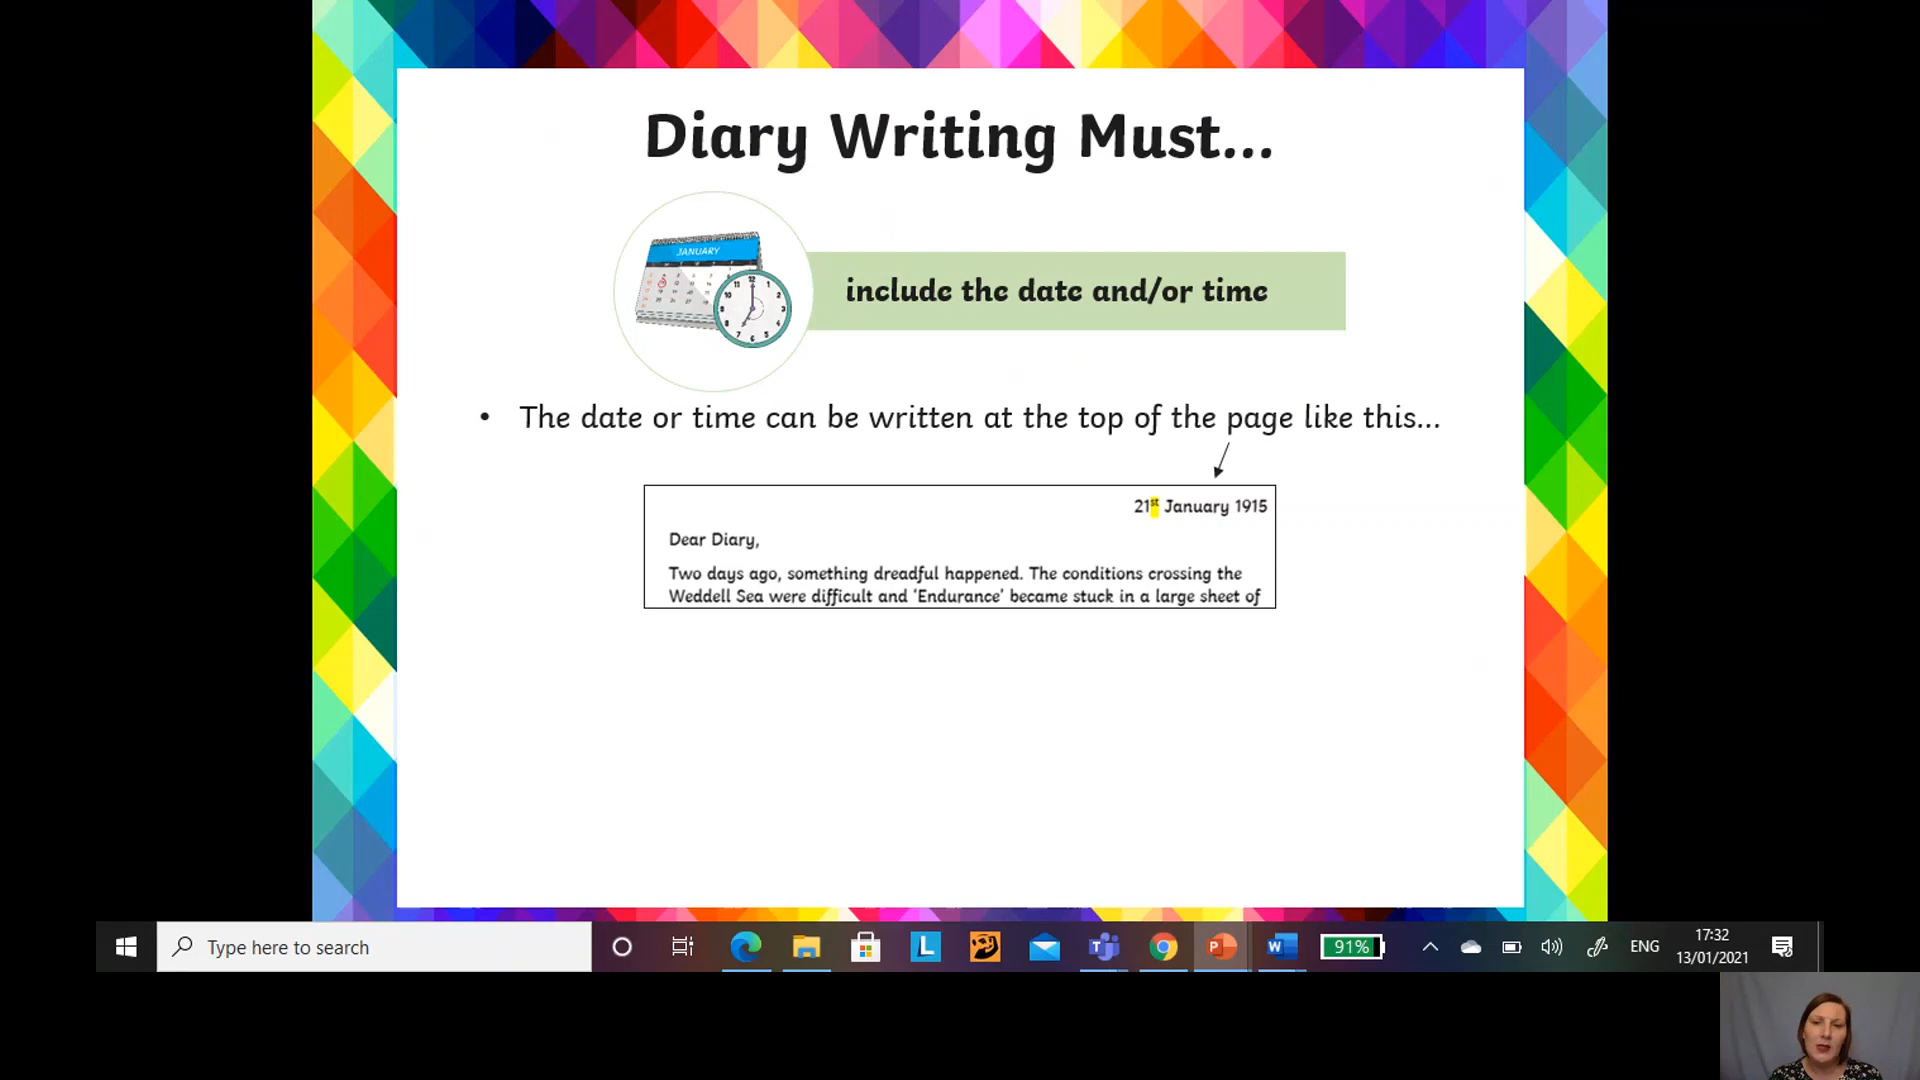 Diary Writing Must...
JANUARY
include the date and/or time
• The date or time can be written at the top of the page like this...
21st January 1915
Dear Diary,
Two days ago, something dreadful happened. The conditions crossing the
Weddell Sea were difficult and ‘Endurance’ became stuck in a large sheet of
Type here to search
91%
ENG
17:32
13/01/2021